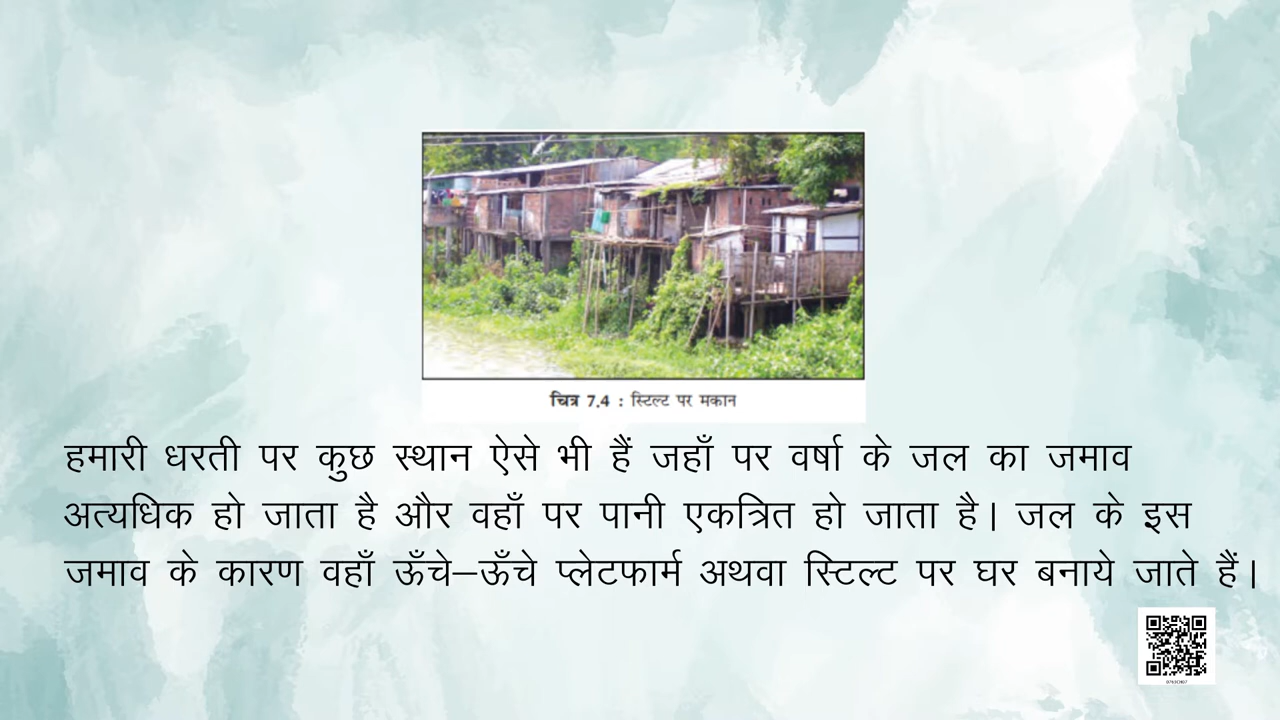 चित्र 7.4 : स्टिल्ट पर मकान
हमारी धरती पर कुछ स्थान ऐसे भी हैं जहाँ पर वर्षा के जल का जमाव
अत्यधिक हो जाता है और वहाँ पर पानी एकत्रित हो जाता है। जल के इस
जमाव के कारण वहाँ ऊँचे–ऊँचे प्लेटफार्म अथवा स्टिल्ट पर घर बनाये जाते हैं।